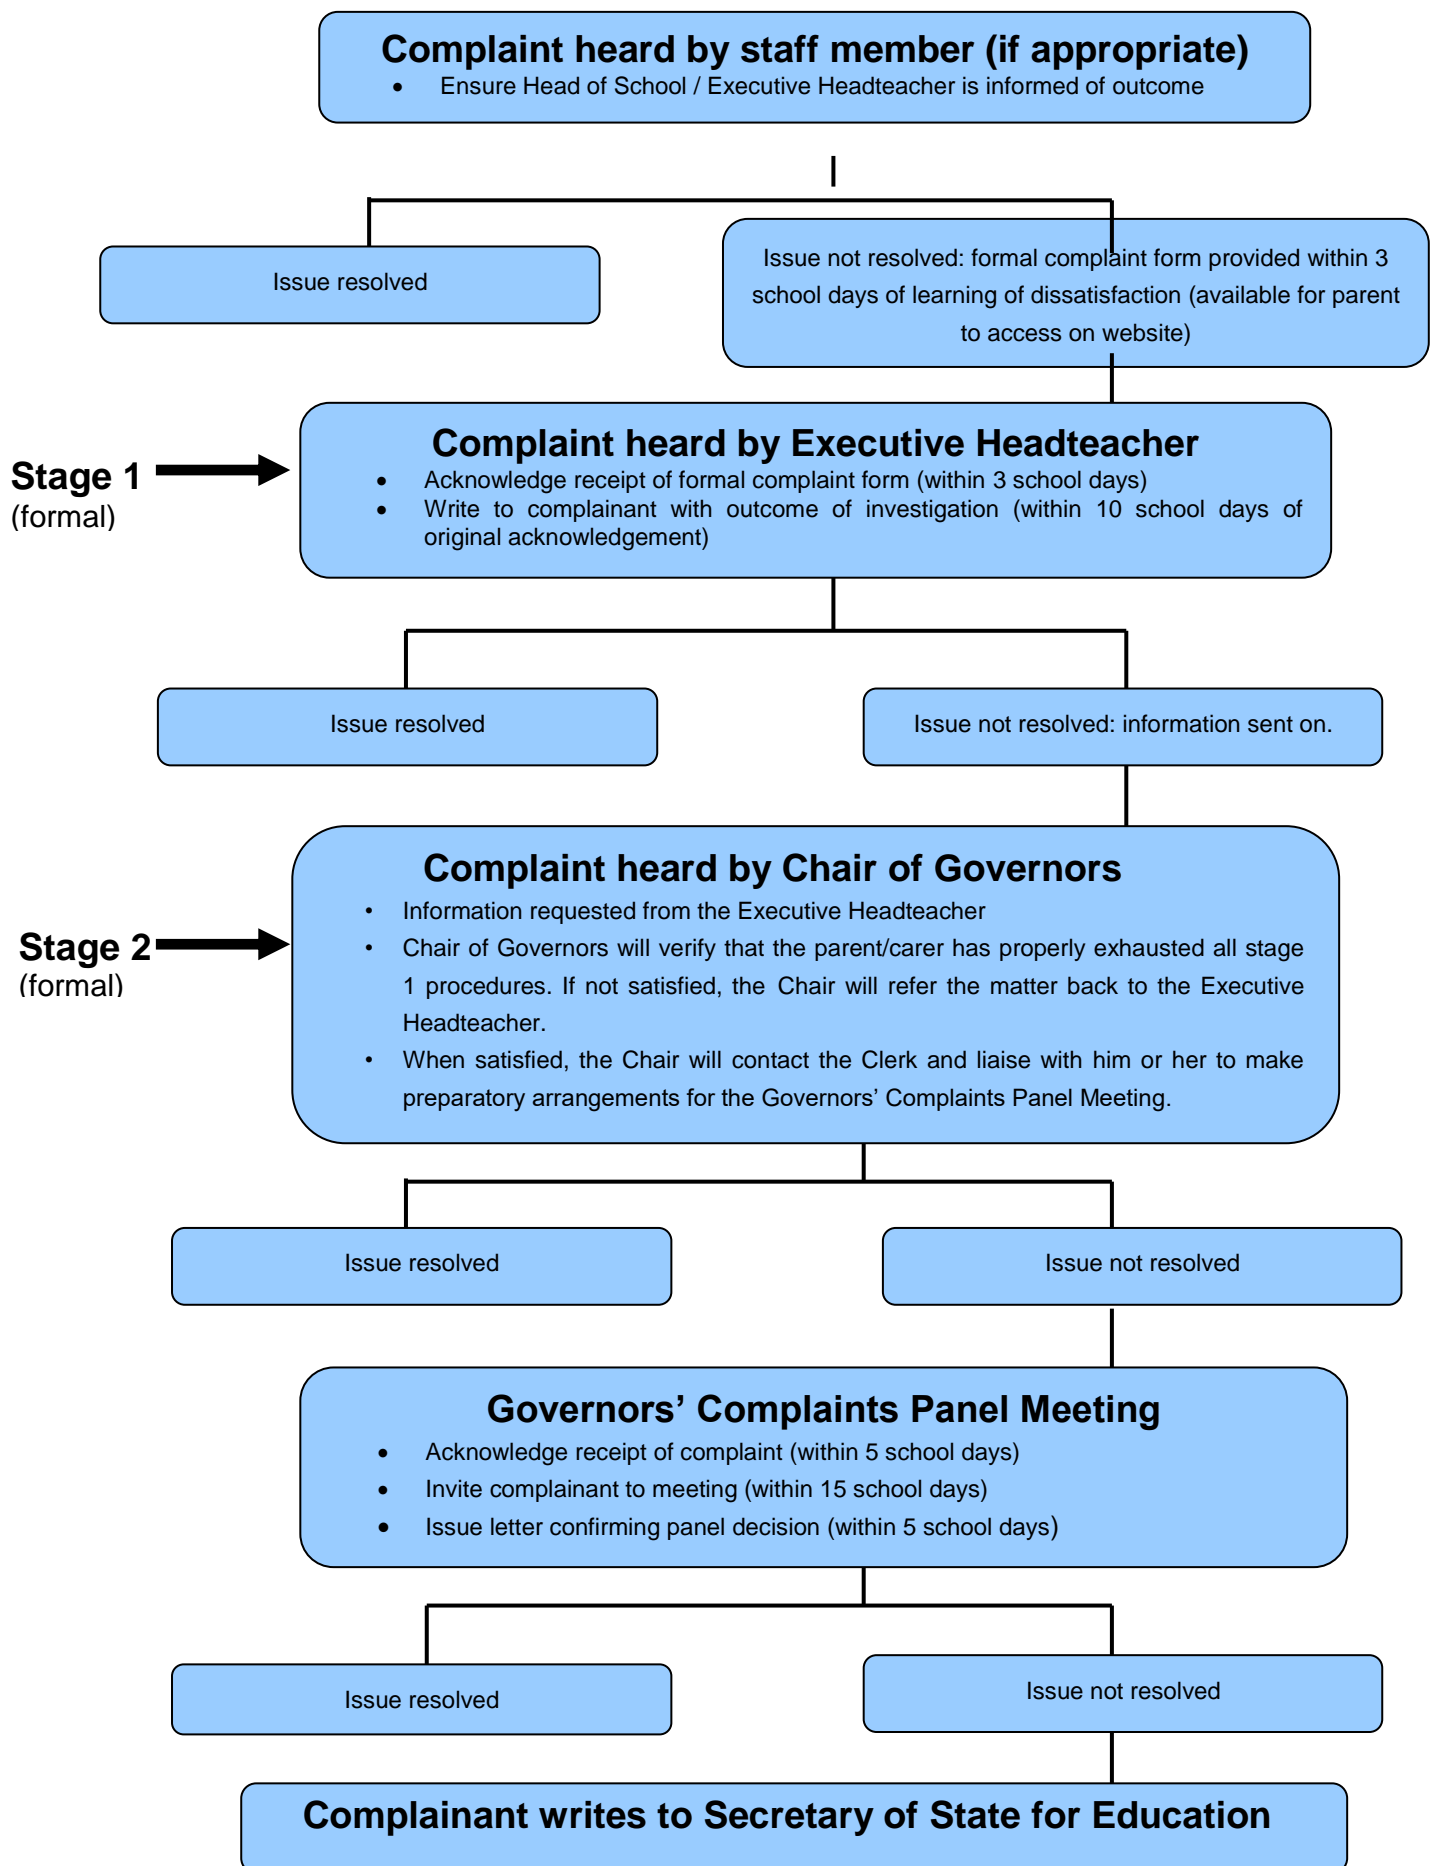 Complaint heard by staff member (if appropriate)
• Ensure Head of School / Executive Headteacher is informed of outcome
Issue resolved
Issue not resolved: formal complaint form provided within 3
school days of learning of dissatisfaction (available for parent
to access on website)
Stage 1
(formal)
Complaint heard by Executive Headteacher
• Acknowledge receipt of formal complaint form (within 3 school days)
• Write to complainant with outcome of investigation (within 10 school days of
original acknowledgement)
Issue resolved
Issue not resolved: information sent on.
Stage 2
(formal)
Complaint heard by Chair of Governors
• Information requested from the Executive Headteacher
• Chair of Governors will verify that the parent/carer has properly exhausted all stage
1 procedures. If not satisfied, the Chair will refer the matter back to the Executive
Headteacher.
• When satisfied, the Chair will contact the Clerk and liaise with him or her to make
preparatory arrangements for the Governors’ Complaints Panel Meeting.
Issue resolved
Issue not resolved
Governors’ Complaints Panel Meeting
• Acknowledge receipt of complaint (within 5 school days)
• Invite complainant to meeting (within 15 school days)
• Issue letter confirming panel decision (within 5 school days)
Issue resolved
Issue not resolved
Complainant writes to Secretary of State for Education